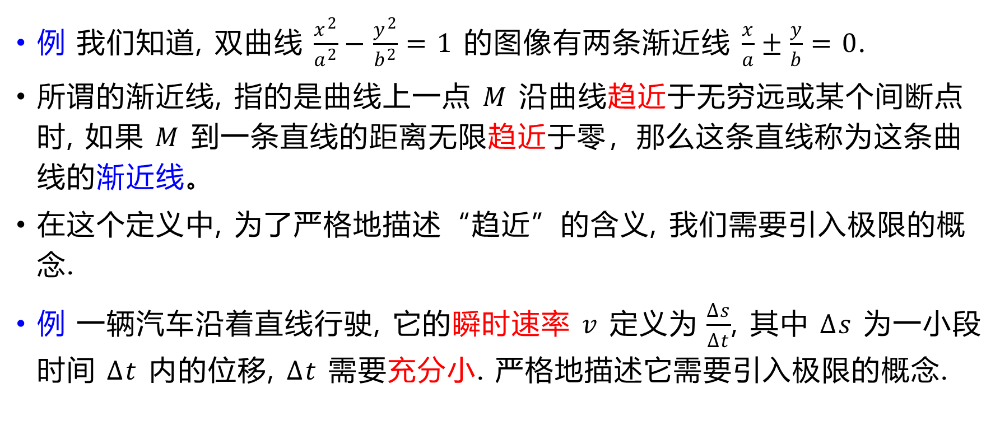 • 例 我们知道, 双曲线 $\frac{x^2}{a^2} - \frac{y^2}{b^2} = 1$ 的图像有两条渐近线 $\frac{x}{a} \pm \frac{y}{b} = 0$.
• 所谓的渐近线, 指的是曲线上一点 $M$ 沿曲线趋近于无穷远或某个间断点
时, 如果 $M$ 到一条直线的距离无限趋近于零，那么这条直线称为这条曲
线的渐近线。
• 在这个定义中, 为了严格地描述“趋近”的含义, 我们需要引入极限的概
念.
• 例 一辆汽车沿着直线行驶, 它的瞬时速率 $v$ 定义为 $\frac{\Delta s}{\Delta t}$, 其中 $\Delta s$ 为一小段
时间 $\Delta t$ 内的位移, $\Delta t$ 需要充分小. 严格地描述它需要引入极限的概念.